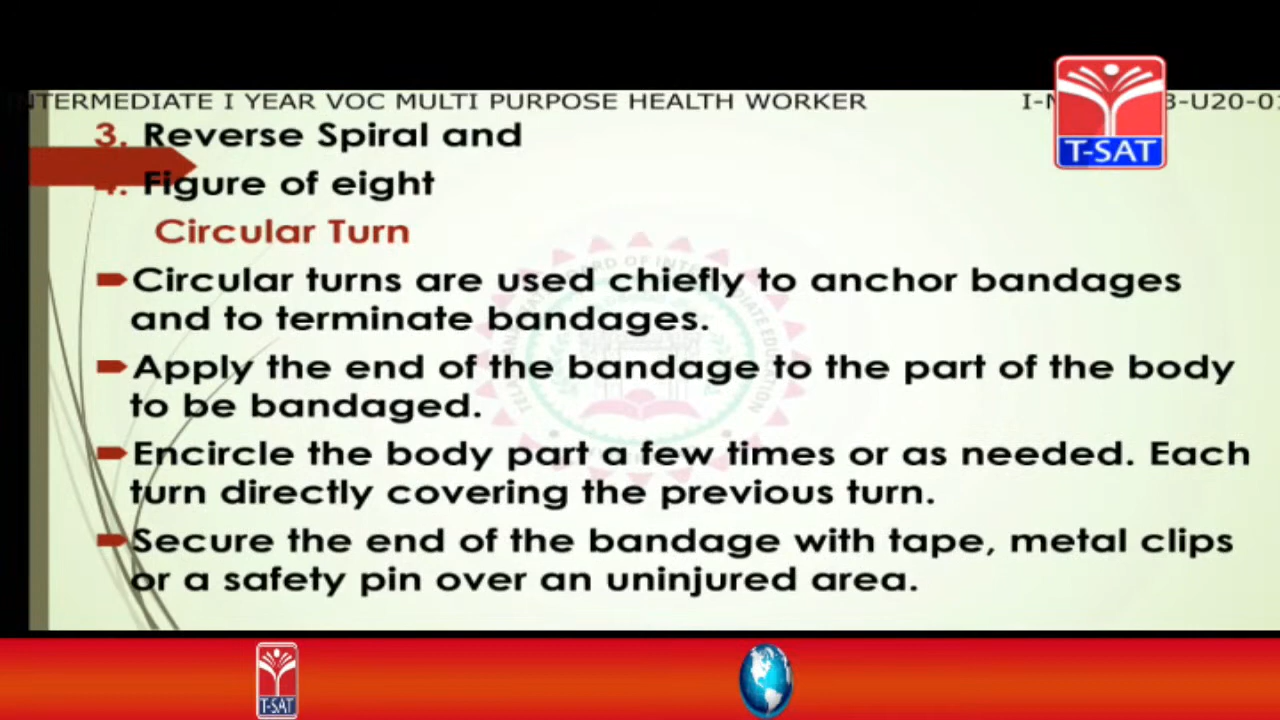 INTERMEDIATE I YEAR VOC MULTI PURPOSE HEALTH WORKER
T-SAT
3. Reverse Spiral and
4. Figure of eight
Circular Turn
Circular turns are used chiefly to anchor bandages
and to terminate bandages.
Apply the end of the bandage to the part of the body
to be bandaged.
Encircle the body part a few times or as needed. Each
turn directly covering the previous turn.
Secure the end of the bandage with tape, metal clips
or a safety pin over an uninjured area.
T-SAT